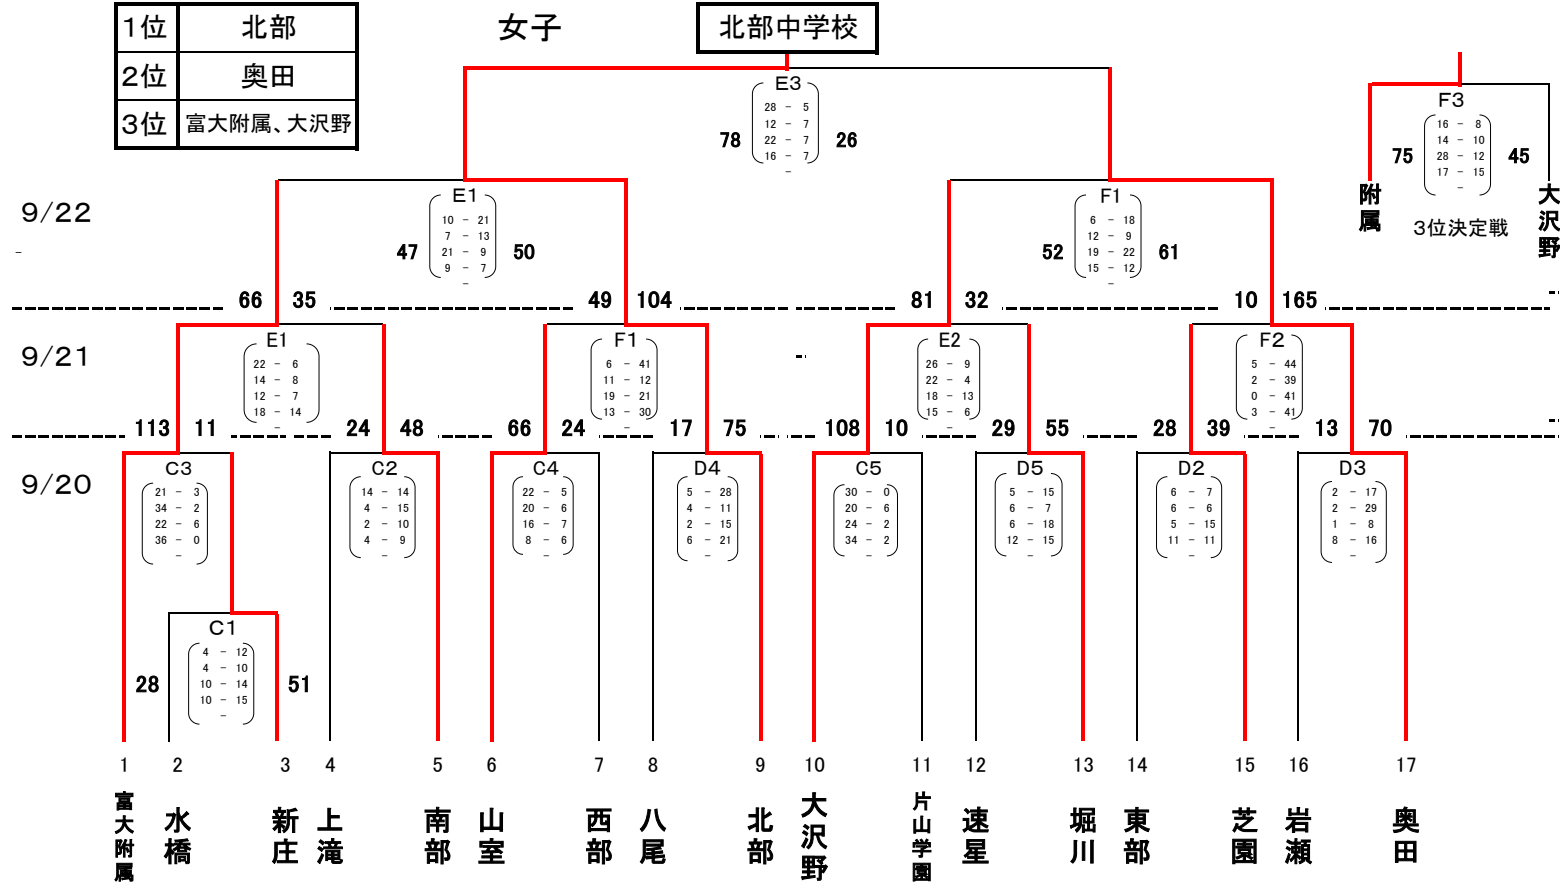 1位 北部
2位 奥田
3位 富大附属、大沢野
女子
北部中学校
E3
28 - 5
12 - 7
22 - 7
16 - 7
-
78 26
F3
16 - 8
14 - 10
28 - 12
17 - 15
-
75 45
附属
大沢野
3位決定戦
9/22
-
E1
10 - 21
7 - 13
21 - 9
9 - 7
-
47 50
F1
6 - 18
12 - 9
19 - 22
15 - 12
-
52 61
66 35 49 104 81 32 10 165
9/21
E1
22 - 6
14 - 8
12 - 7
18 - 14
-
F1
6 - 41
11 - 12
19 - 21
13 - 30
-
E2
26 - 9
22 - 4
18 - 13
15 - 6
-
F2
5 - 44
2 - 39
0 - 41
3 - 41
-
113 11 24 48 66 24 17 75 108 10 29 55 28 39 13 70
9/20
C3
21 - 3
34 - 2
22 - 6
36 - 0
-
C2
14 - 14
4 - 15
2 - 10
4 - 9
-
C4
22 - 5
20 - 6
16 - 7
8 - 6
-
D4
5 - 28
4 - 11
2 - 15
6 - 21
-
C5
30 - 0
20 - 6
24 - 2
34 - 2
-
D5
5 - 15
6 - 7
6 - 18
12 - 15
-
D2
6 - 7
6 - 6
5 - 15
11 - 11
-
D3
2 - 17
2 - 29
1 - 8
8 - 16
-
C1
4 - 12
4 - 10
10 - 14
10 - 15
-
28 51
1 2 3 4 5 6 7 8 9 10 11 12 13 14 15 16 17
富大附属
水橋
新庄
上滝
南部
山室
西部
八尾
北部
大沢野
片山学園
速星
堀川
東部
芝園
岩瀬
奥田